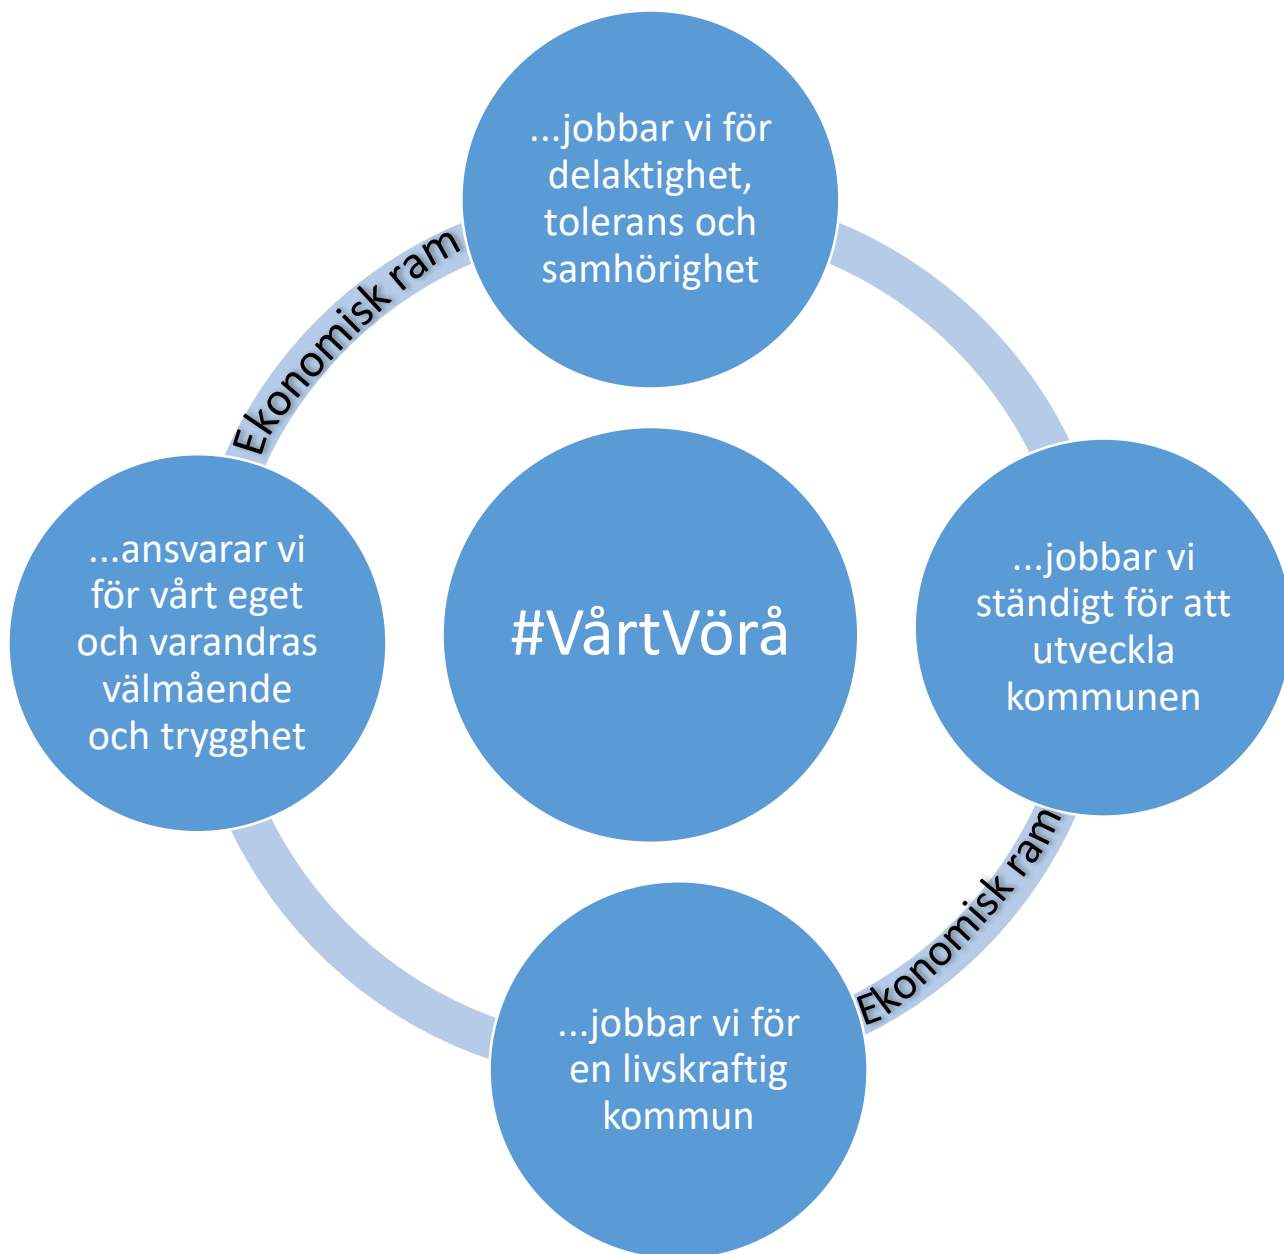 ...jobbar vi för
delaktighet,
tolerans och
samhörighet
Ekonomisk ram
...ansvarar vi
för vårt eget
och varandras
välmående
och trygghet
#VårtVörå
...jobbar vi
ständigt för att
utveckla
kommunen
Ekonomisk ram
...jobbar vi för
en livskraftig
kommun